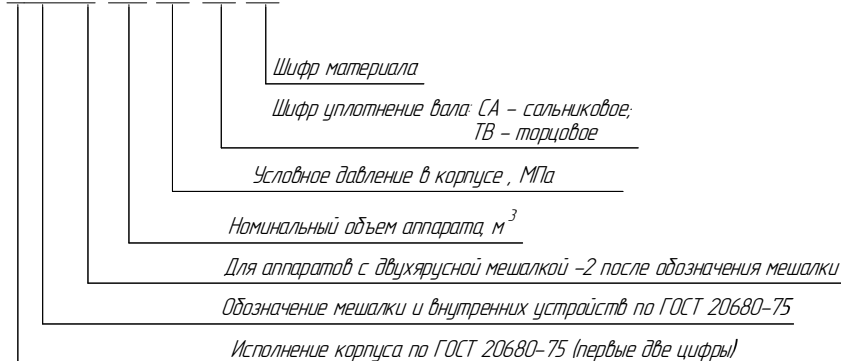 Шифр материала
Шифр уплотнение вала: СА – сальниковое;
ТВ – торцовое
Условное давление в корпусе , МПа
Номинальный объем аппарата, м³
Для аппаратов с двухярусной мешалкой –2 после обозначения мешалки
Обозначение мешалки и внутренних устройств по ГОСТ 20680–75
Исполнение корпуса по ГОСТ 20680–75 (первые две цифры)